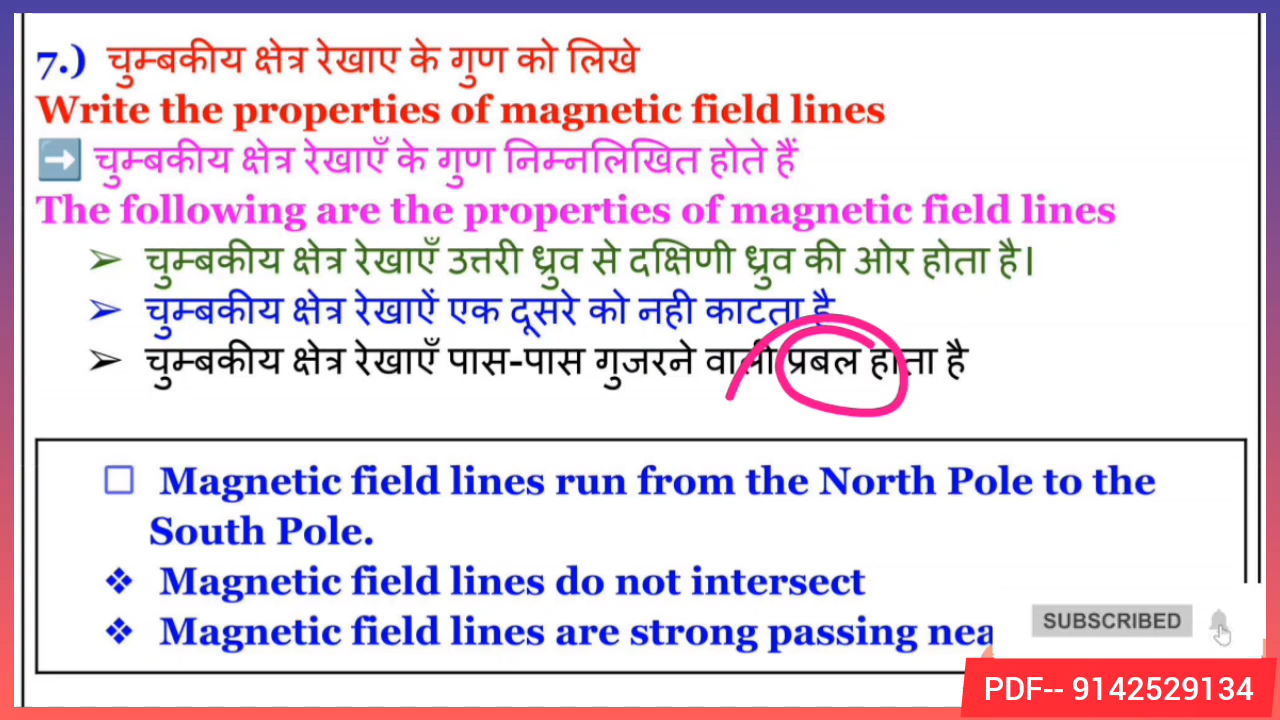 7.) चुम्बकीय क्षेत्र रेखाए के गुण को लिखे
Write the properties of magnetic field lines
➡ चुम्बकीय क्षेत्र रेखाएँ के गुण निम्नलिखित होते हैं
The following are the properties of magnetic field lines
➢ चुम्बकीय क्षेत्र रेखाएँ उत्तरी ध्रुव से दक्षिणी ध्रुव की ओर होता है।
➢ चुम्बकीय क्षेत्र रेखाऐं एक दूसरे को नही काटता है
➢ चुम्बकीय क्षेत्र रेखाएँ पास-पास गुजरने वाली प्रबल होता है
☐ Magnetic field lines run from the North Pole to the
South Pole.
❖ Magnetic field lines do not intersect
❖ Magnetic field lines are strong passing
SUBSCRIBED
PDF-- 9142529134